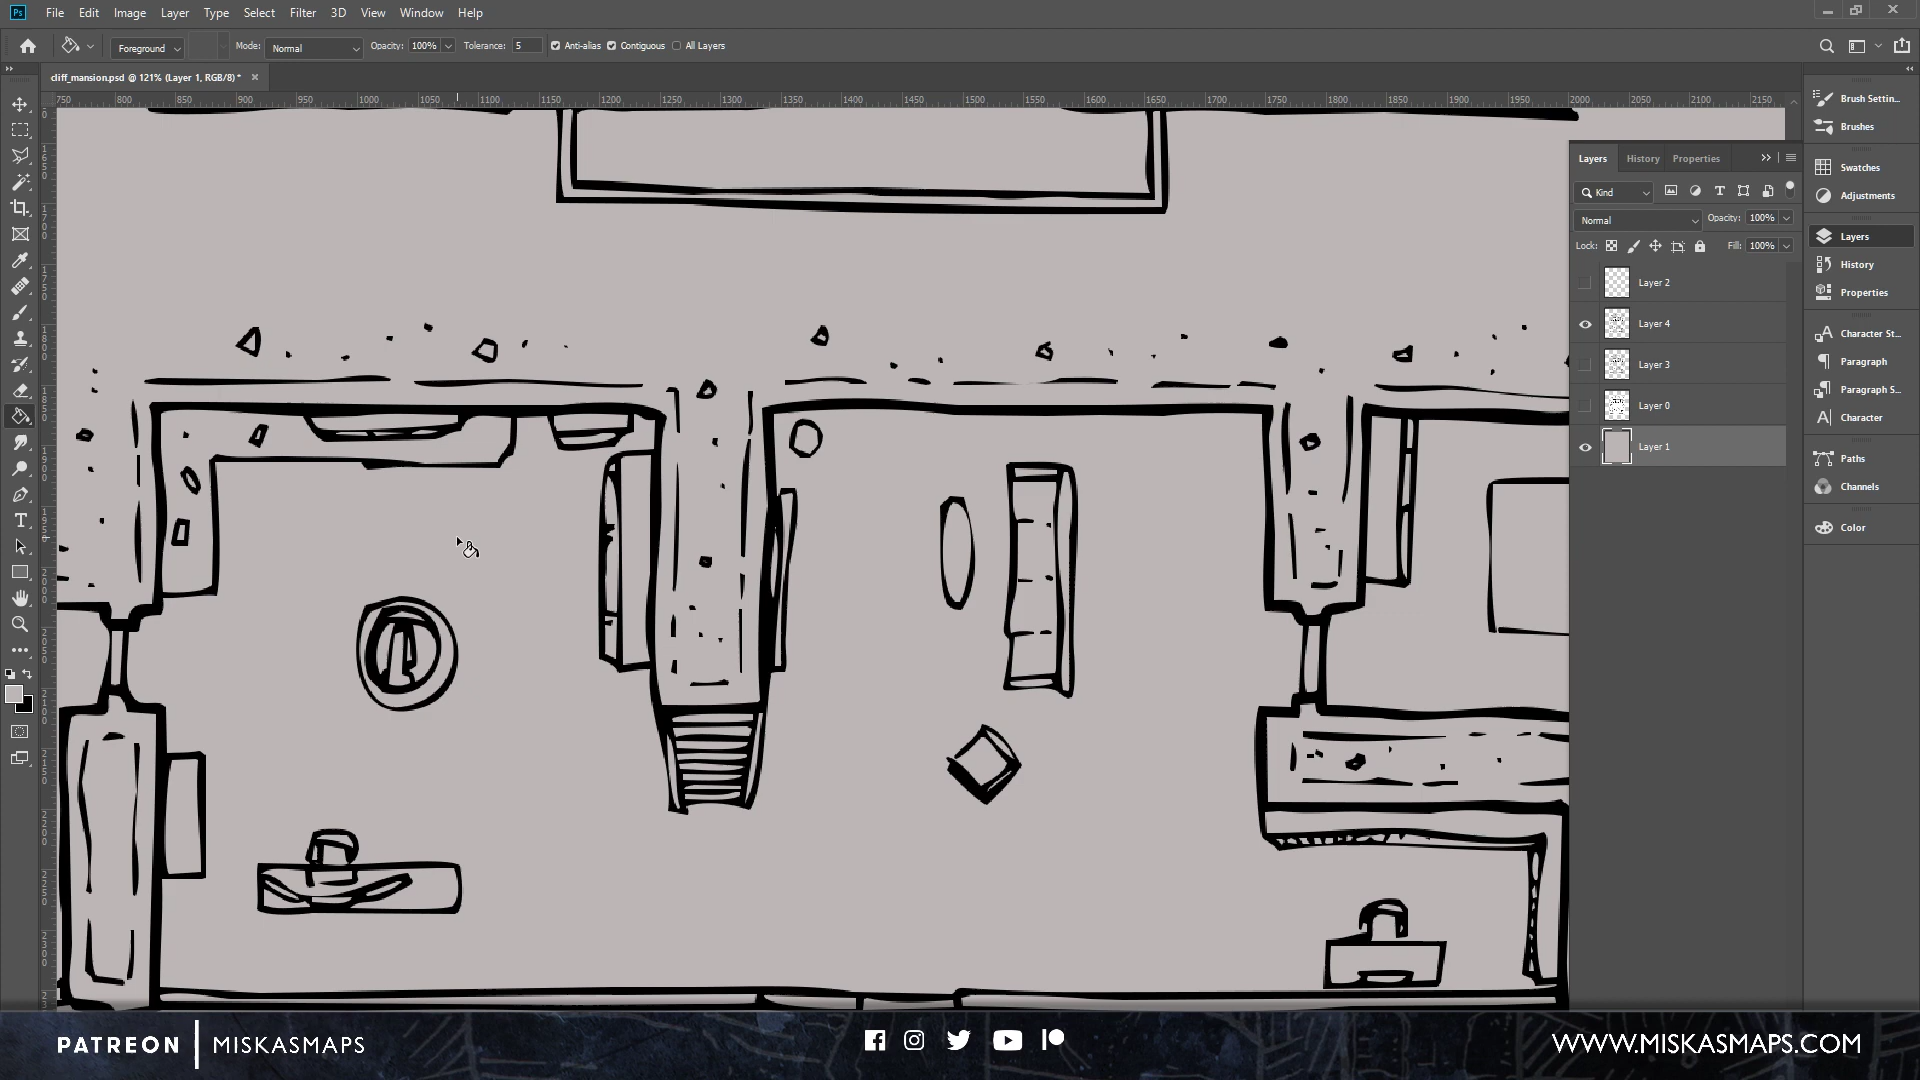 Ps File Edit Image Layer Type Select Filter 3D View Window Help
Foreground Mode: Normal Opacity: 100% Tolerance: 5 Anti-alias Contiguous All Layers
cliff_mansion.psd @ 121% (Layer 1, RGB/8) *
750 800 850 900 950 1000 1050 1100 1150 1200 1250 1300 1350 1400 1450 1500 1550 1600 1650 1700 1750 1800 1850 1900 1950 2000 2050 2100 2150
Brush Settin...
Brushes
Swatches
Adjustments
Layers
History
Properties
Character St...
Paragraph
Paragraph S...
Character
Paths
Channels
Color
Layers History Properties
Kind
Normal Opacity: 100%
Lock: Fill: 100%
Layer 2
Layer 4
Layer 3
Layer 0
Layer 1
PATREON | MISKASMAPS
WWW.MISKASMAPS.COM